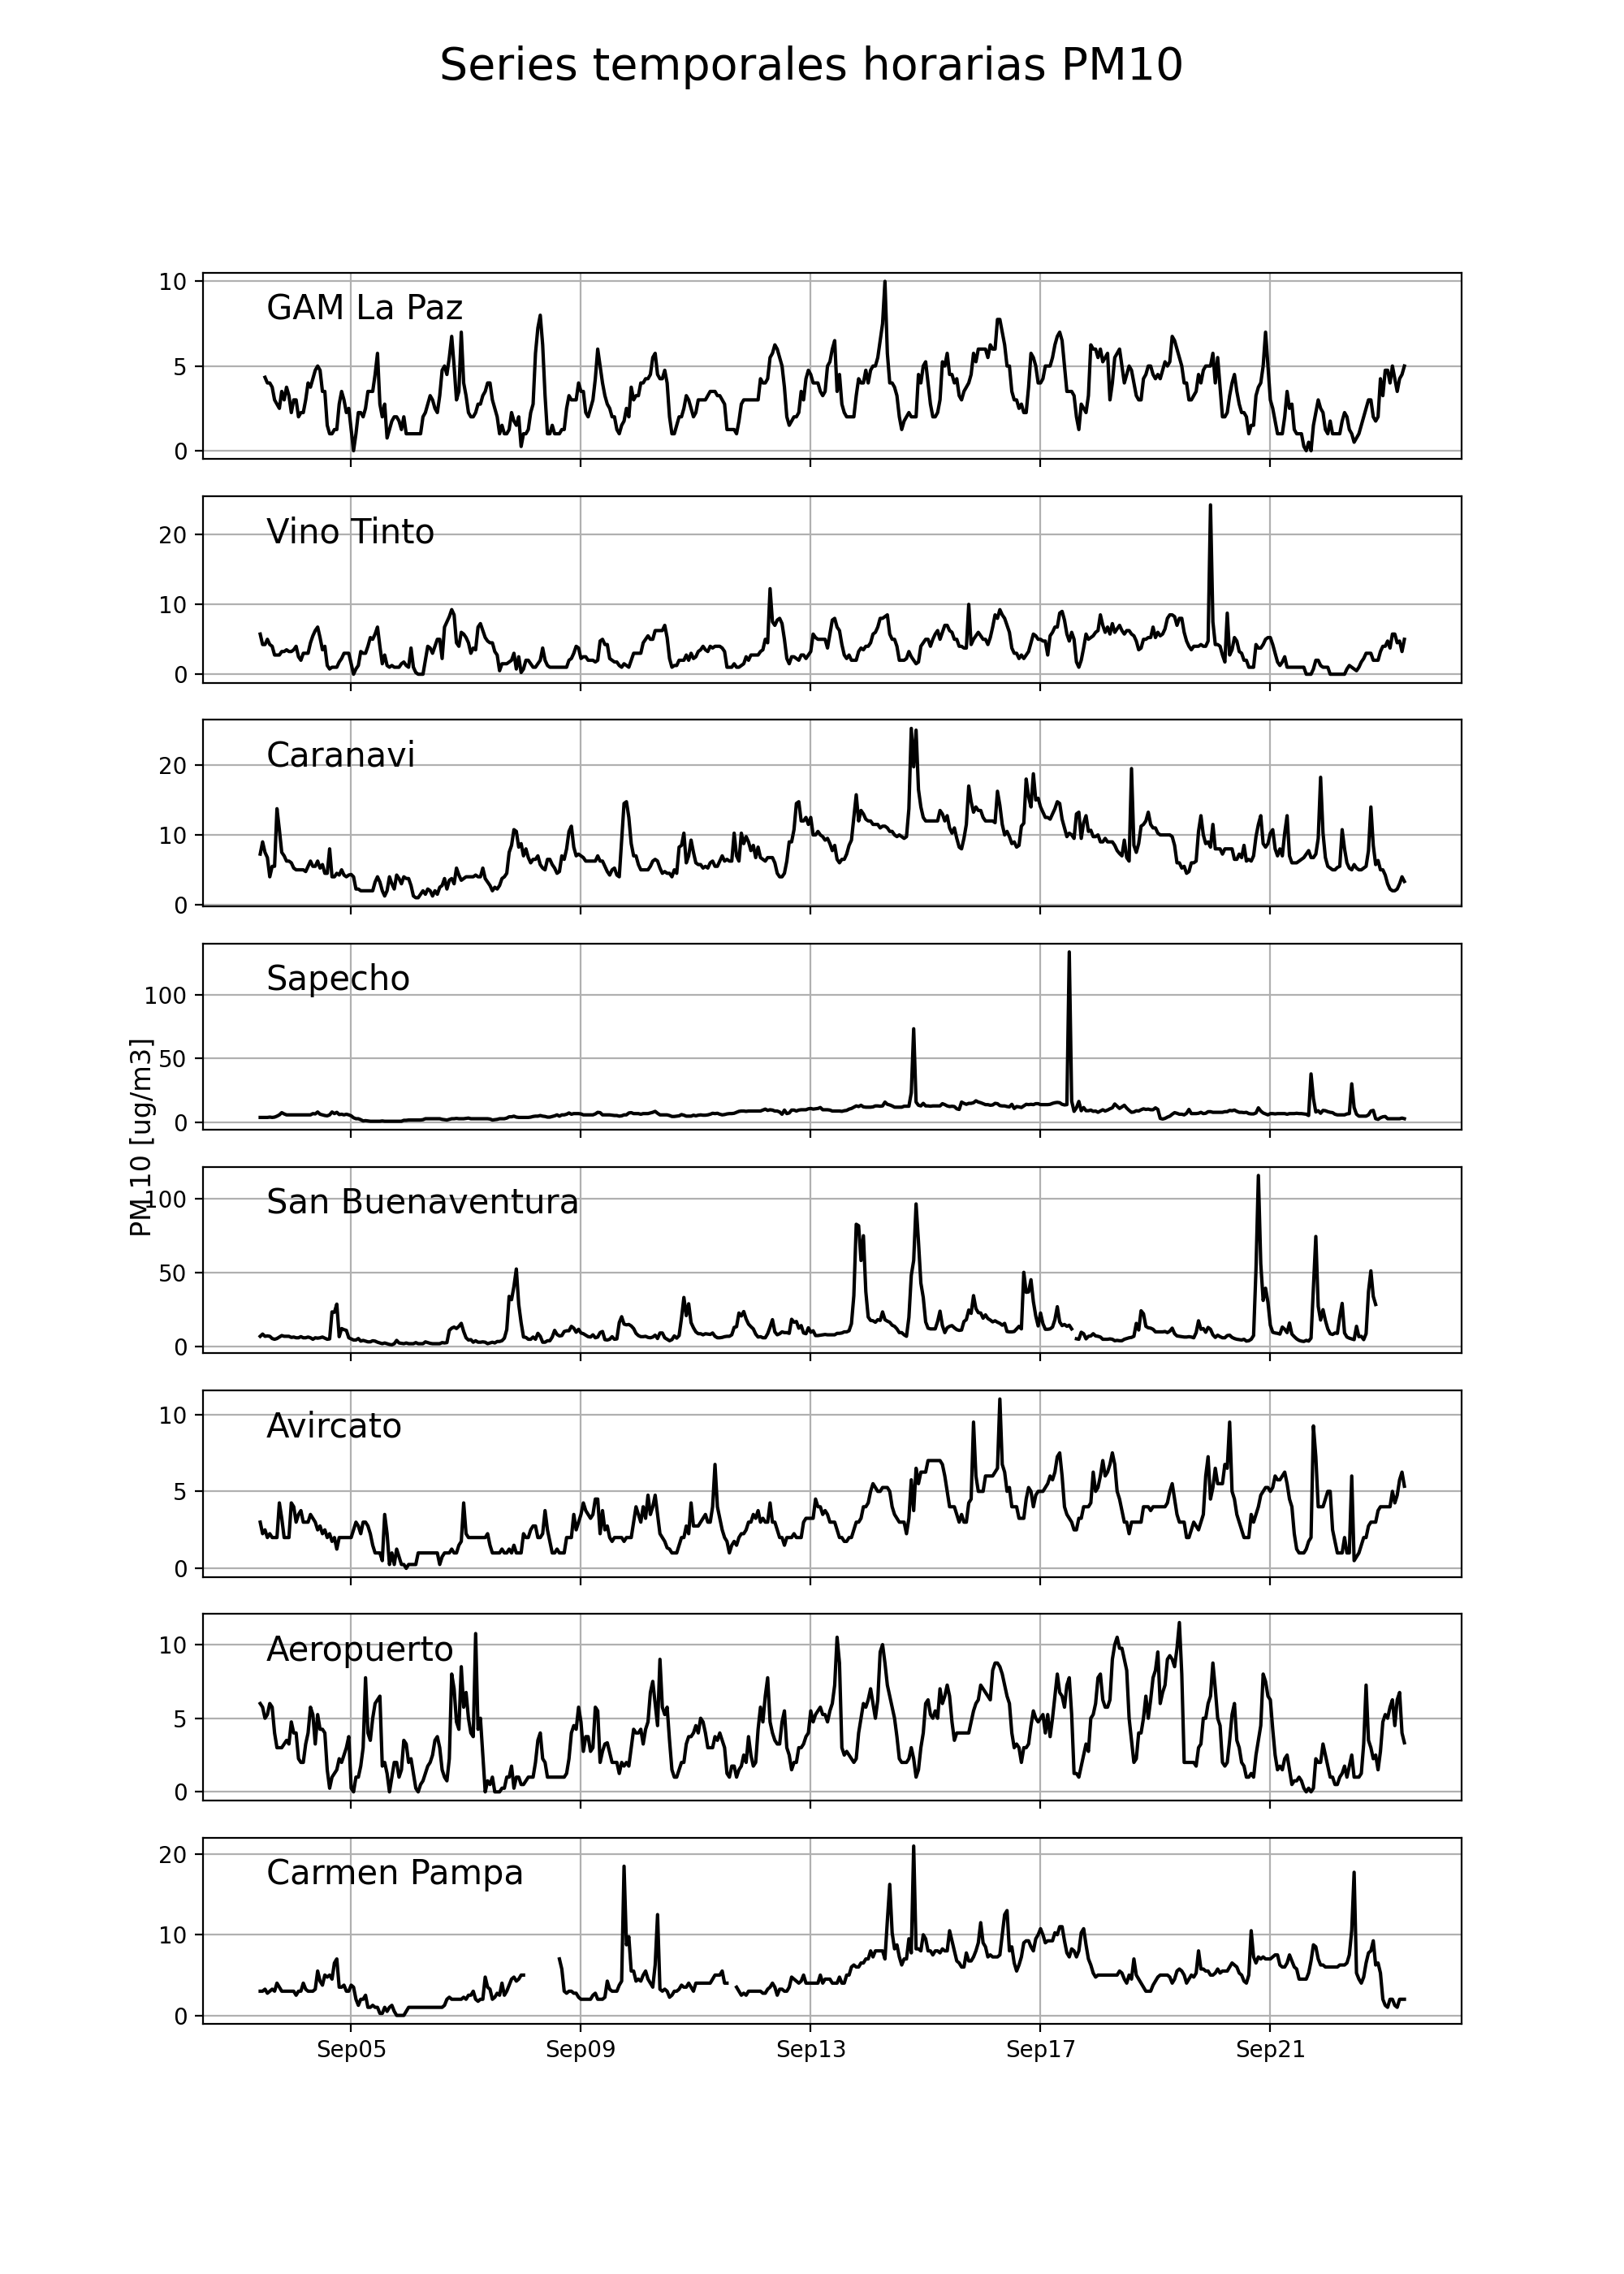 Series temporales horarias PM10
10
5
0
GAM La Paz
20
10
0
Vino Tinto
20
10
0
Caranavi
100
50
0
Sapecho
PM 10 [ug/m3]
100
50
0
San Buenaventura
10
5
0
Avircato
10
5
0
Aeropuerto
20
10
0
Carmen Pampa
Sep05 Sep09 Sep13 Sep17 Sep21